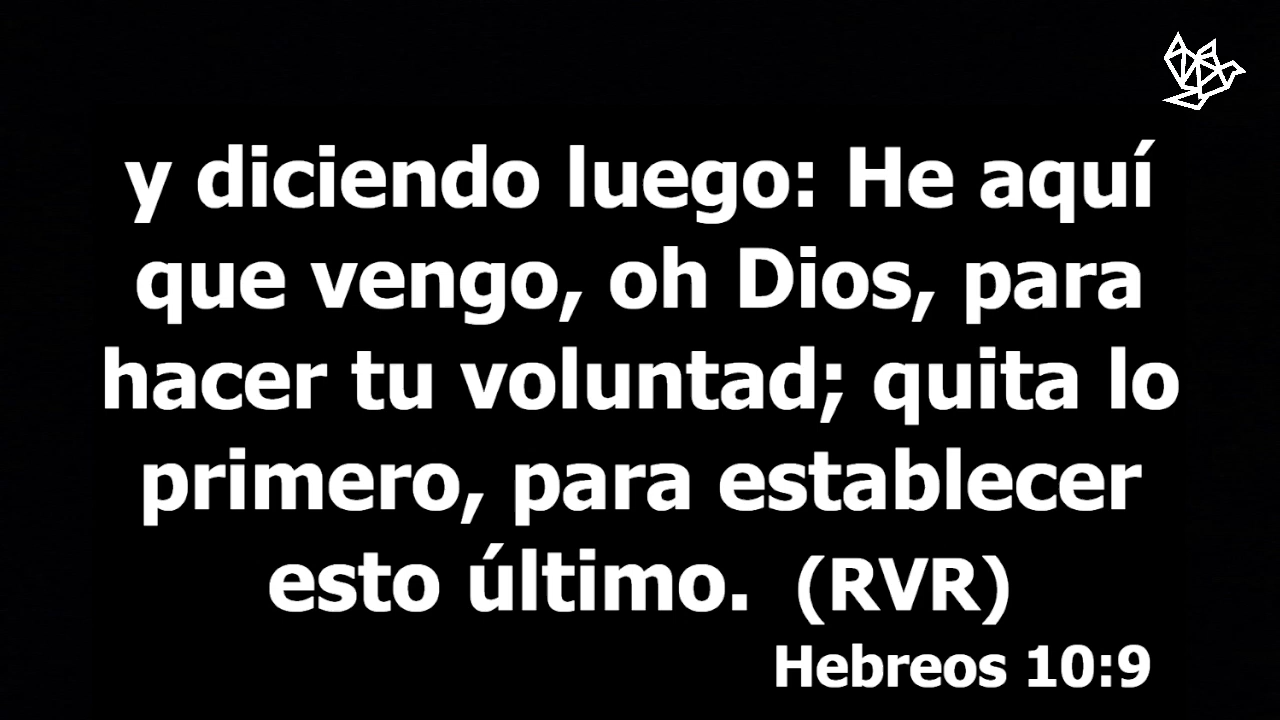 y diciendo luego: He aquí
que vengo, oh Dios, para
hacer tu voluntad; quita lo
primero, para establecer
esto último. (RVR)
Hebreos 10:9